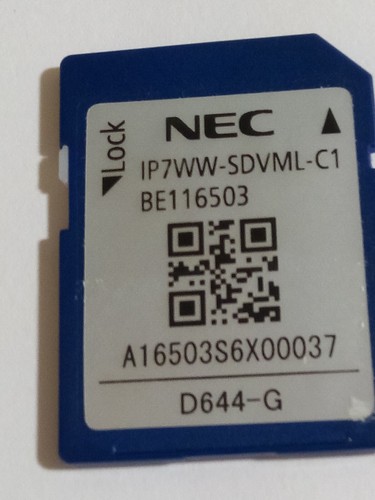 Lock
NEC
IP7WW-SDVML-C1
BE116503
A16503S6X00037
D644-G